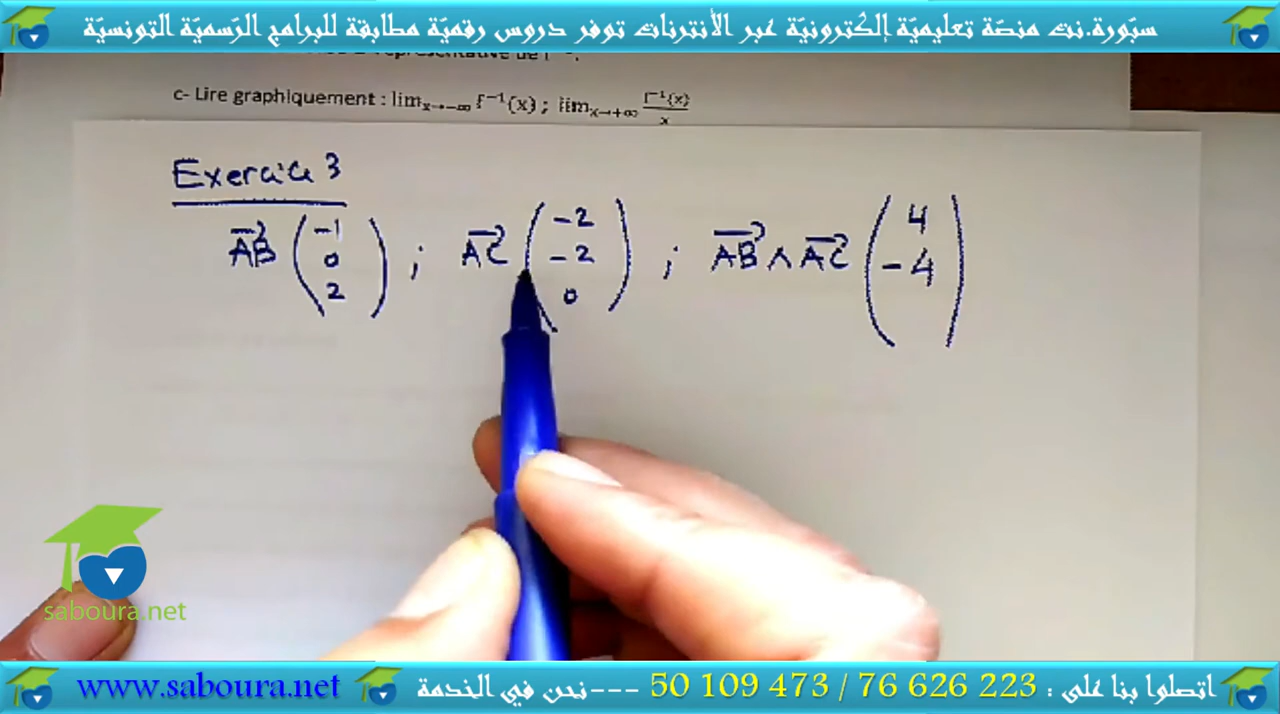 سبّورة.نت منصّة تعليميّة إلكترونيّة عبر الأنترنات توفر دروس رقميّة مطابقة للبرامج الرّسميّة التونسيّة
c- Lire graphiquement : lim x→−∞ f⁻¹(x) ; lim x→+∞ f⁻¹(x)/x
Exercice 3
AB (-1 0 2) ; AC (-2 -2 0) ; AB ∧ AC (4 -4
saboura.net
www.saboura.net اتصلوا بنا على : 223 626 76 / 473 109 50 ---نحن في الخدمة